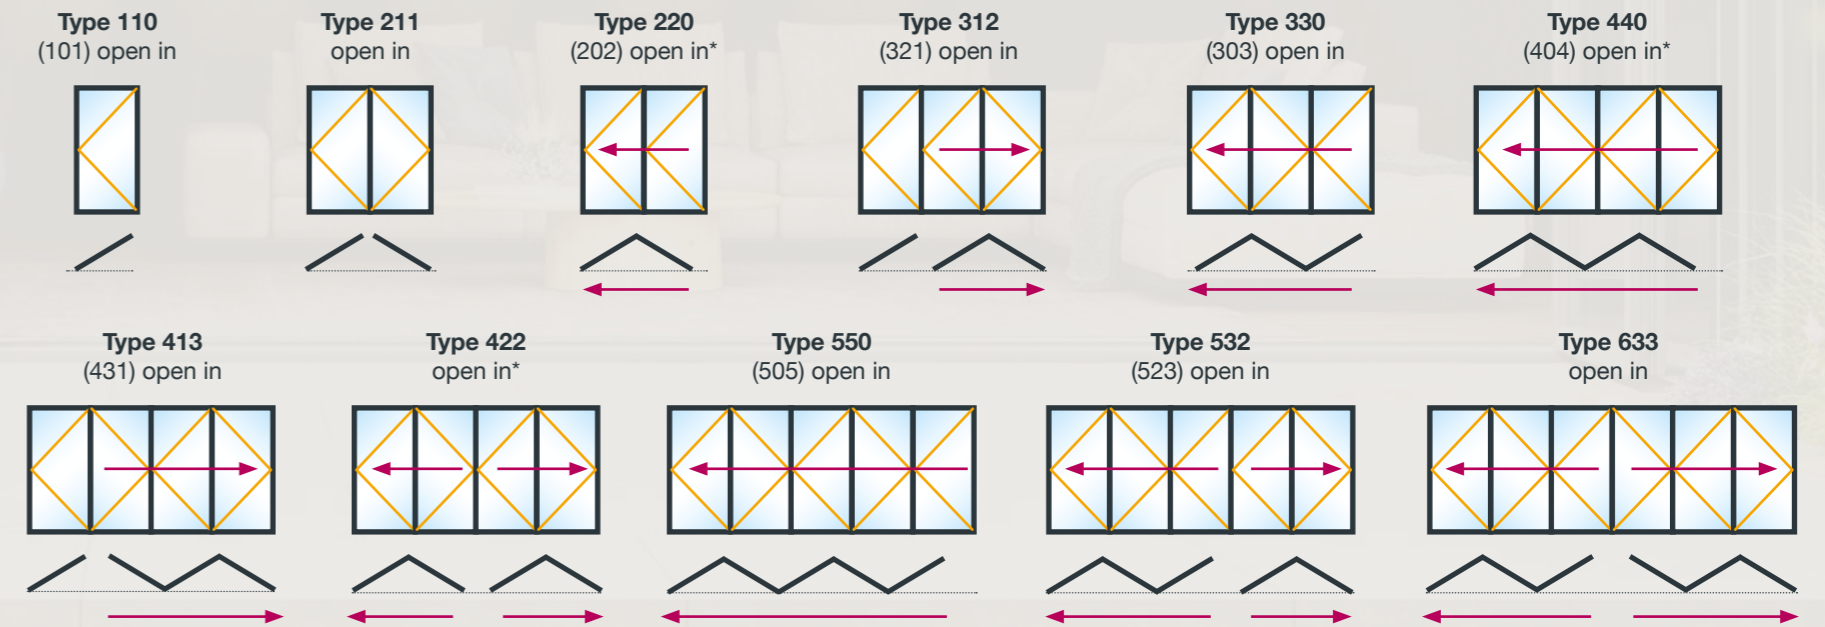 Type 110
(101) open in
Type 211
open in
Type 220
(202) open in*
Type 312
(321) open in
Type 330
(303) open in
Type 440
(404) open in*
Type 413
(431) open in
Type 422
open in*
Type 550
(505) open in
Type 532
(523) open in
Type 633
open in